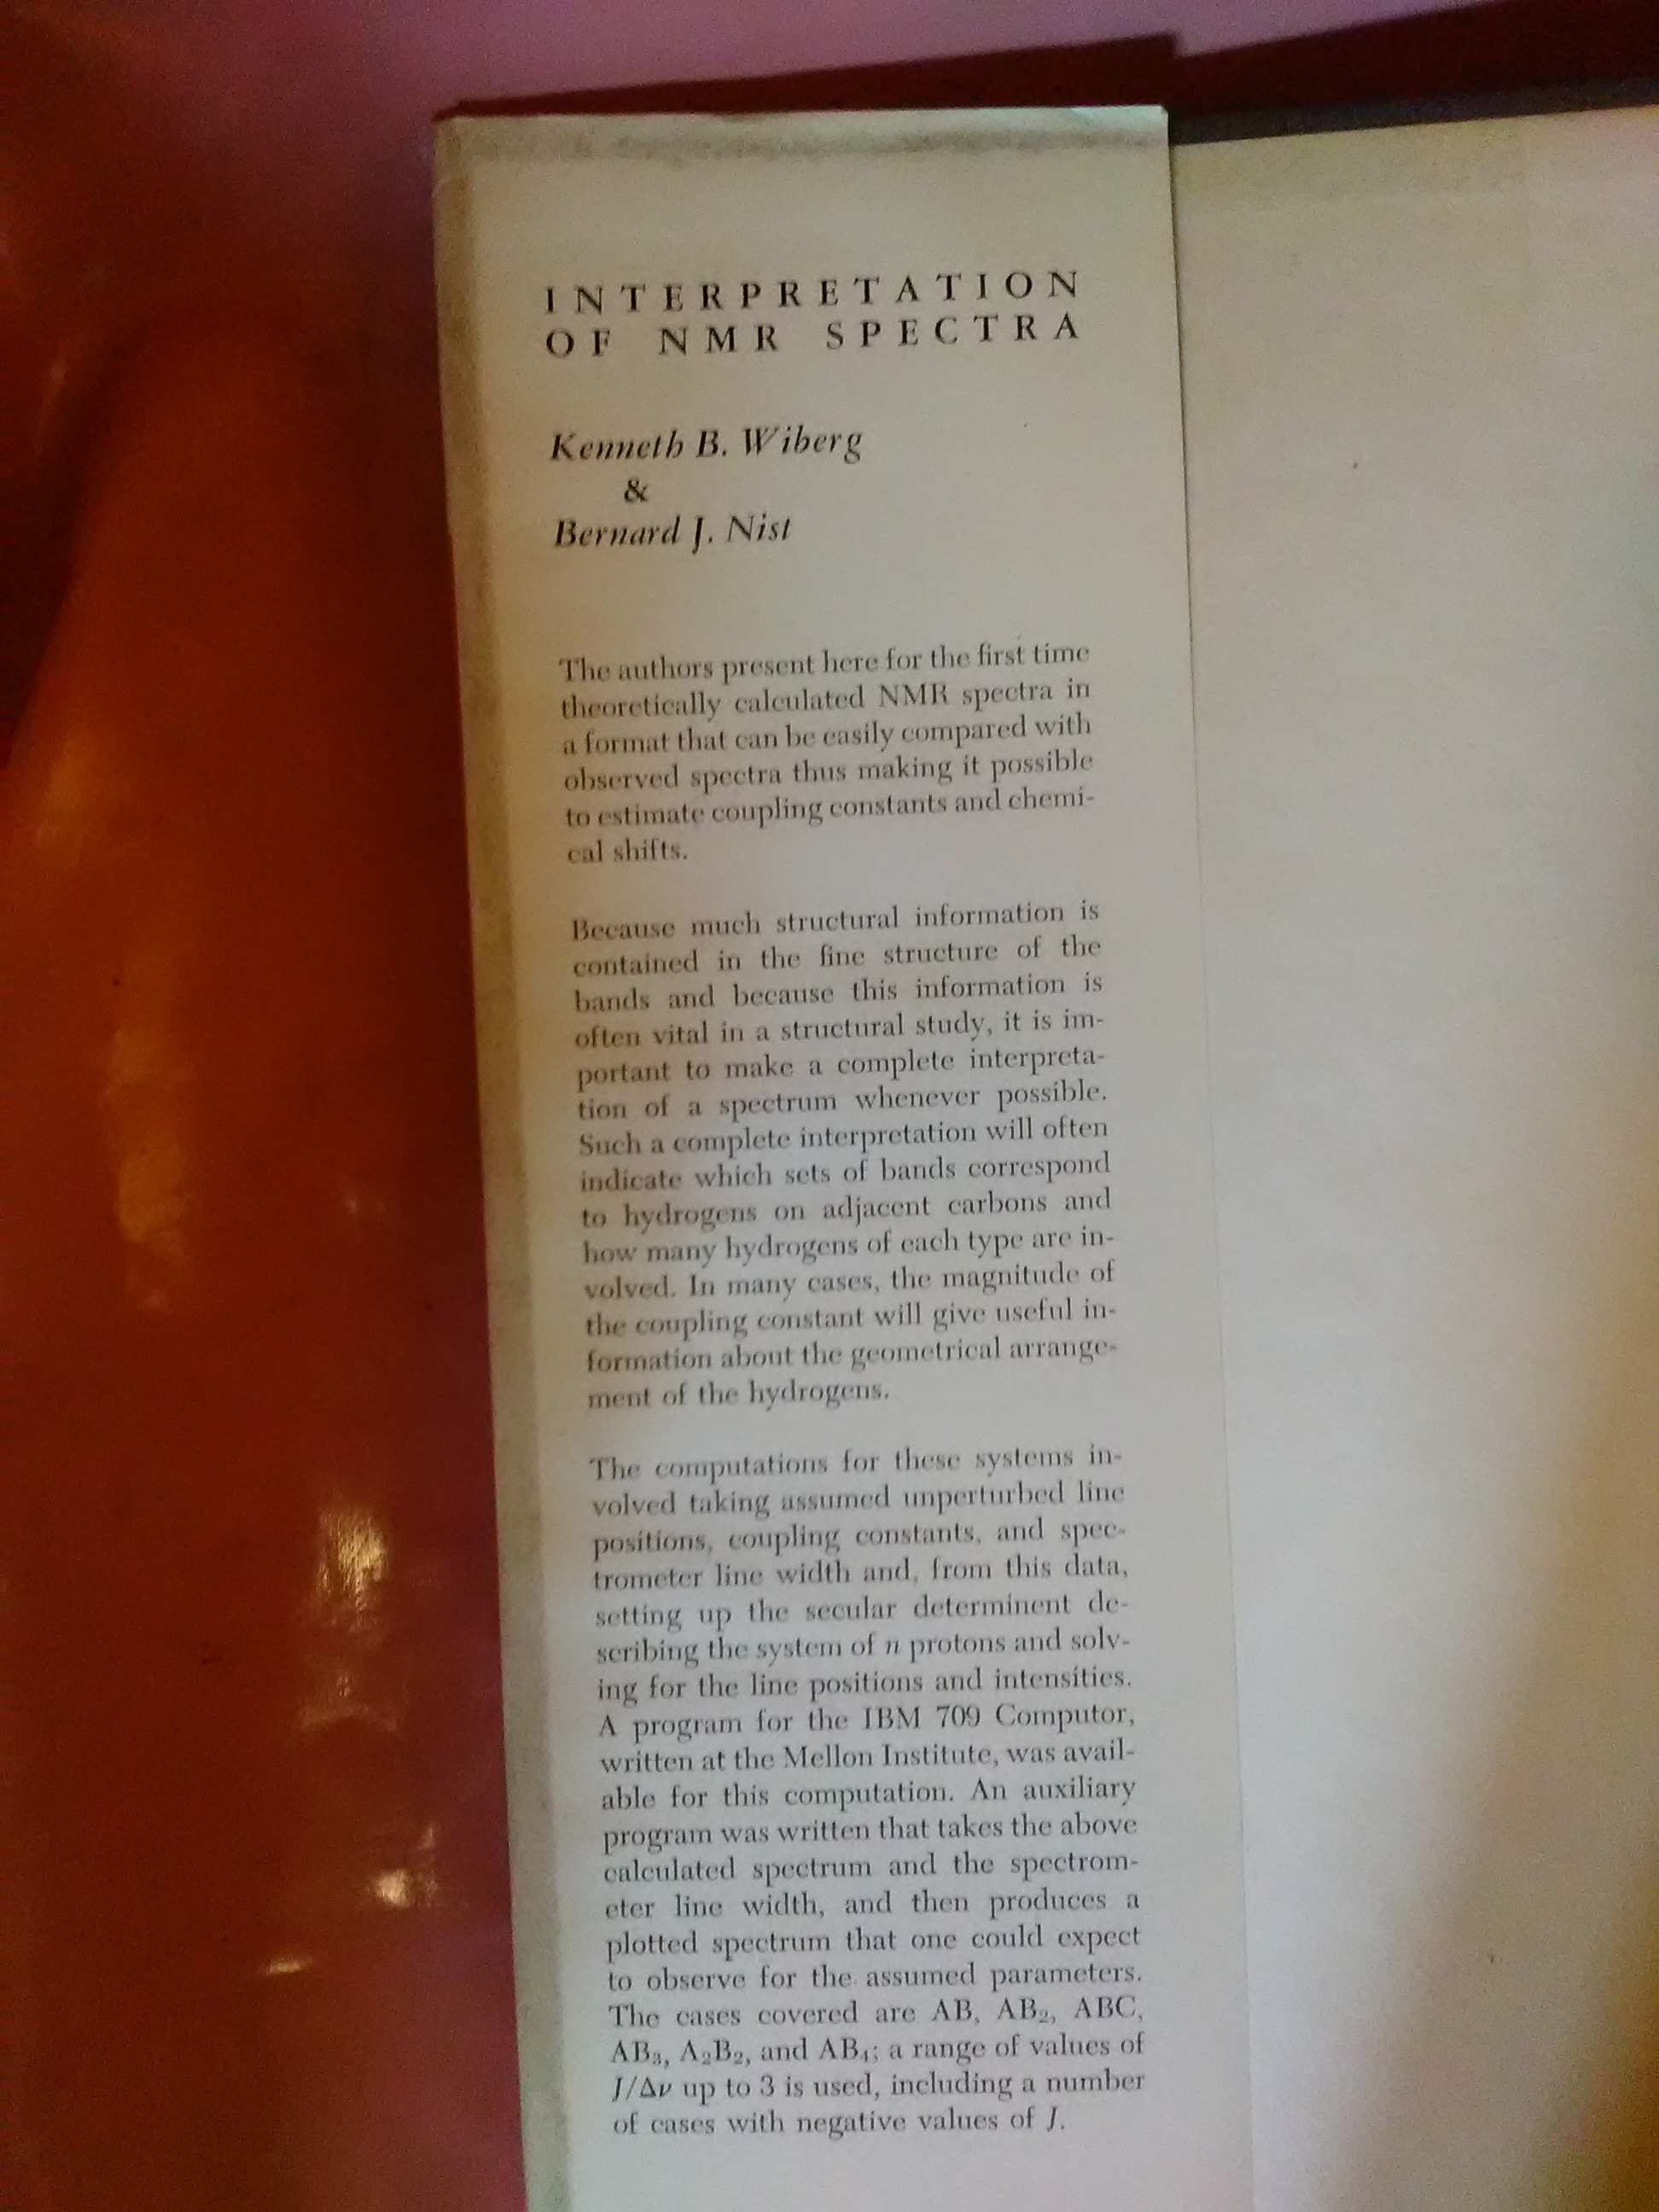 INTERPRETATION
OF NMR SPECTRA
Kenneth B. Wiberg
&
Bernard J. Nist
The authors present here for the first time
theoretically calculated NMR spectra in
a format that can be easily compared with
observed spectra thus making it possible
to estimate coupling constants and chemi-
cal shifts.
Because much structural information is
contained in the fine structure of the
bands and because this information is
often vital in a structural study, it is im-
portant to make a complete interpreta-
tion of a spectrum whenever possible.
Such a complete interpretation will often
indicate which sets of bands correspond
to hydrogens on adjacent carbons and
how many hydrogens of each type are in-
volved. In many cases, the magnitude of
the coupling constant will give useful in-
formation about the geometrical arrange-
ment of the hydrogens.
The computations for these systems in-
volved taking assumed unperturbed line
positions, coupling constants, and spec-
trometer line width and, from this data,
setting up the secular determinent de-
scribing the system of n protons and solv-
ing for the line positions and intensities.
A program for the IBM 709 Computor,
written at the Mellon Institute, was avail-
able for this computation. An auxiliary
program was written that takes the above
calculated spectrum and the spectrom-
eter line width, and then produces a
plotted spectrum that one could expect
to observe for the assumed parameters.
The cases covered are AB, AB₂, ABC,
AB₃, A₂B₂, and AB₄; a range of values of
J/Δν up to 3 is used, including a number
of cases with negative values of J.